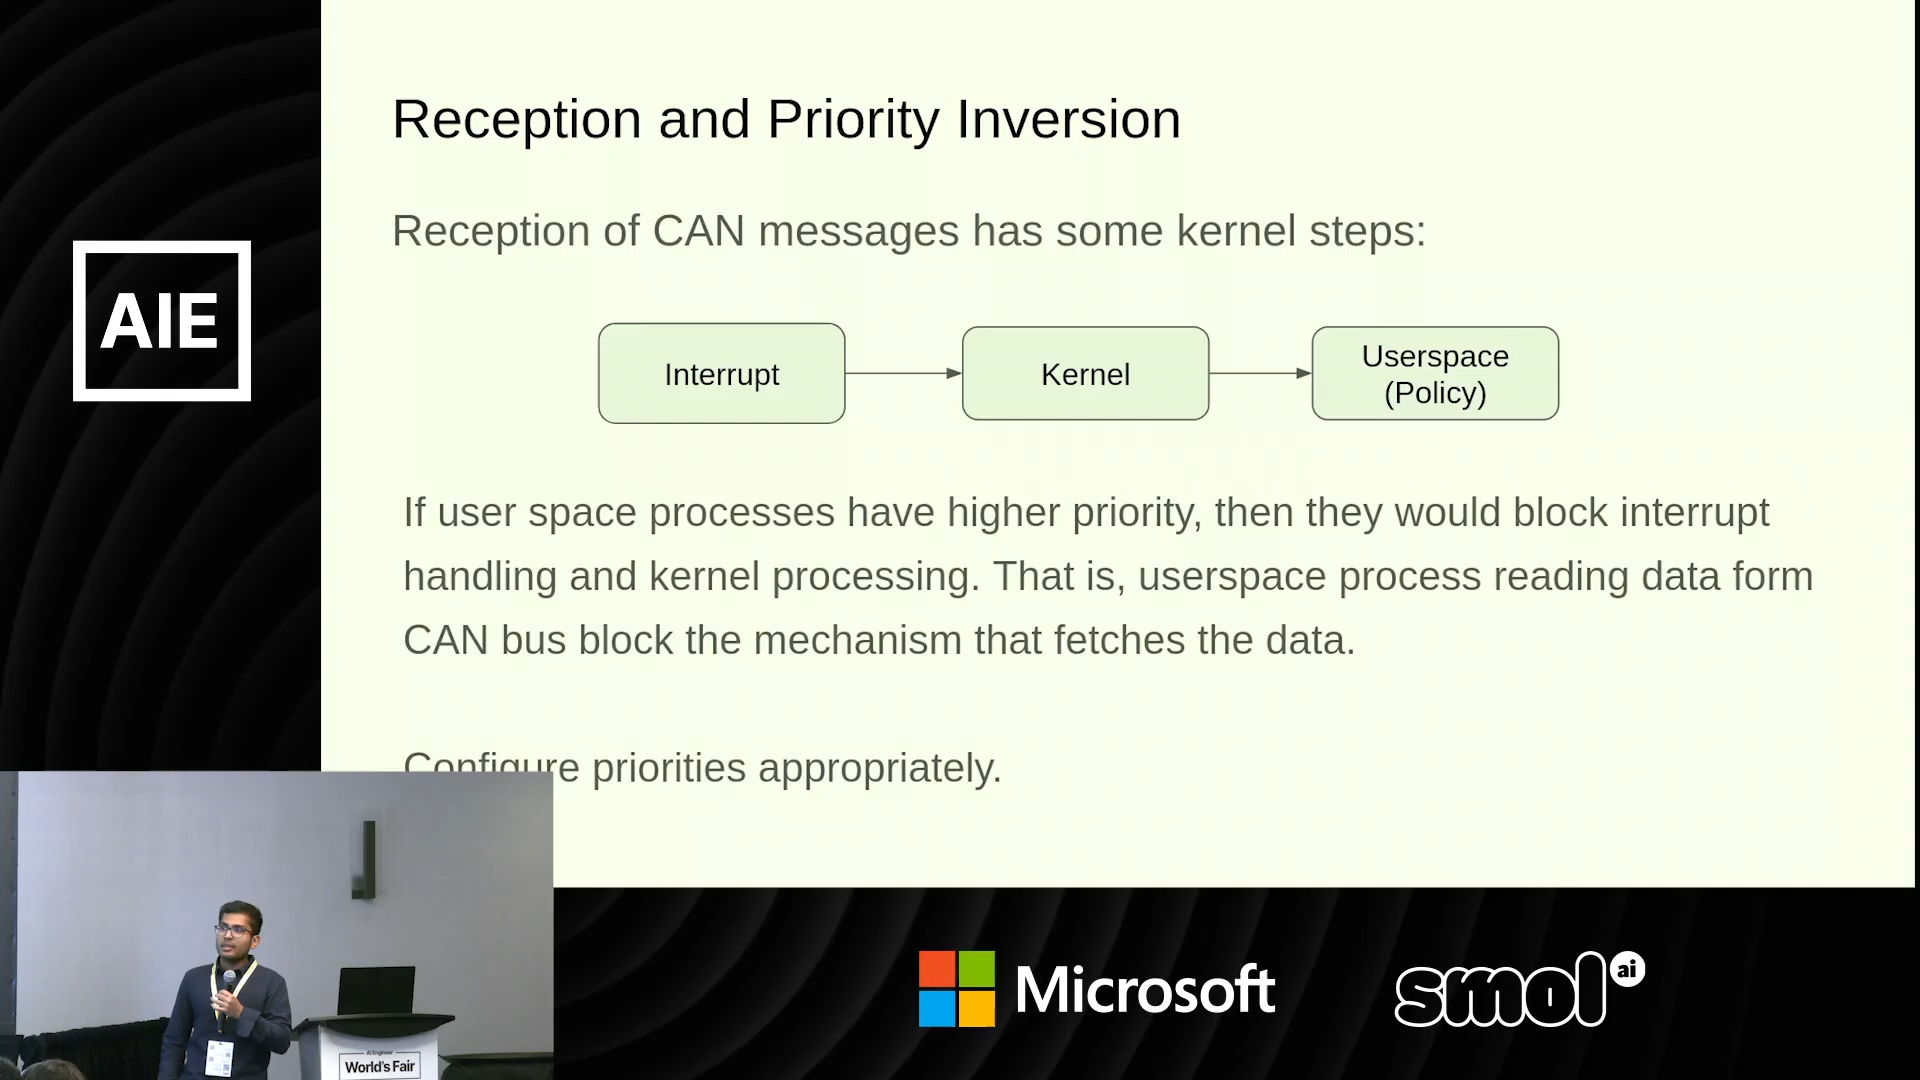 Reception and Priority Inversion
Reception of CAN messages has some kernel steps:
Interrupt
Kernel
Userspace
(Policy)
If user space processes have higher priority, then they would block interrupt
handling and kernel processing. That is, userspace process reading data form
CAN bus block the mechanism that fetches the data.
Configure priorities appropriately.
AIE
AI Engineer
World's Fair
Microsoft
smol ai